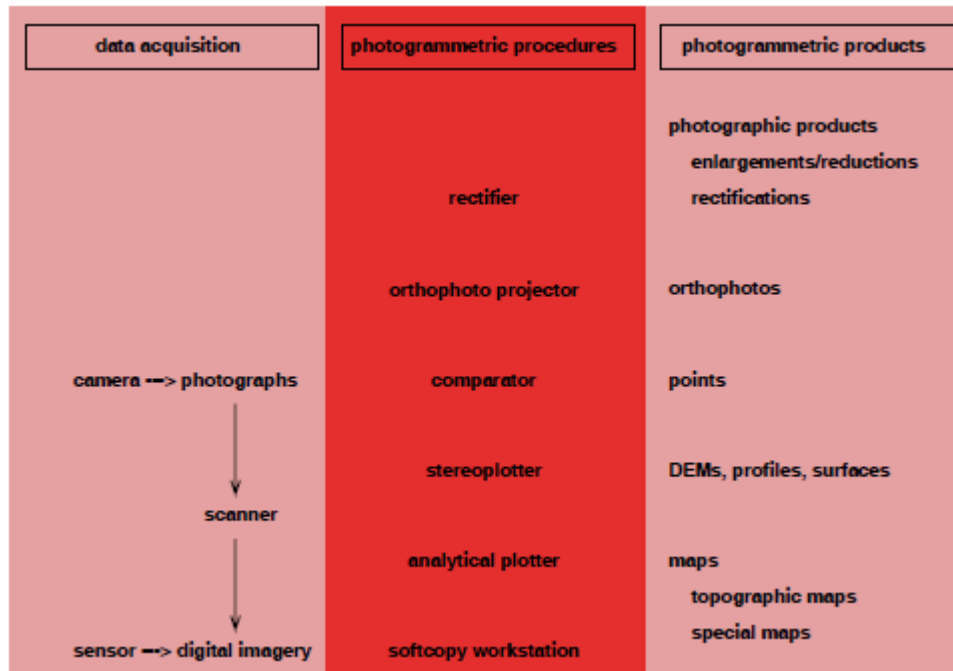 data acquisition
photogrammetric procedures
photogrammetric products
photographic products
enlargements/reductions
rectifier
rectifications
orthophoto projector
orthophotos
camera ---> photographs
comparator
points
stereoplotter
DEMs, profiles, surfaces
scanner
analytical plotter
maps
topographic maps
special maps
sensor ---> digital imagery
softcopy workstation